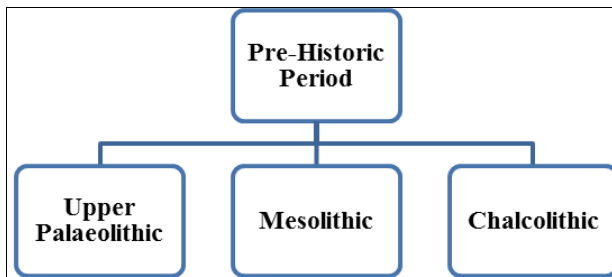 Pre-Historic
Period
Upper
Palaeolithic
Mesolithic
Chalcolithic